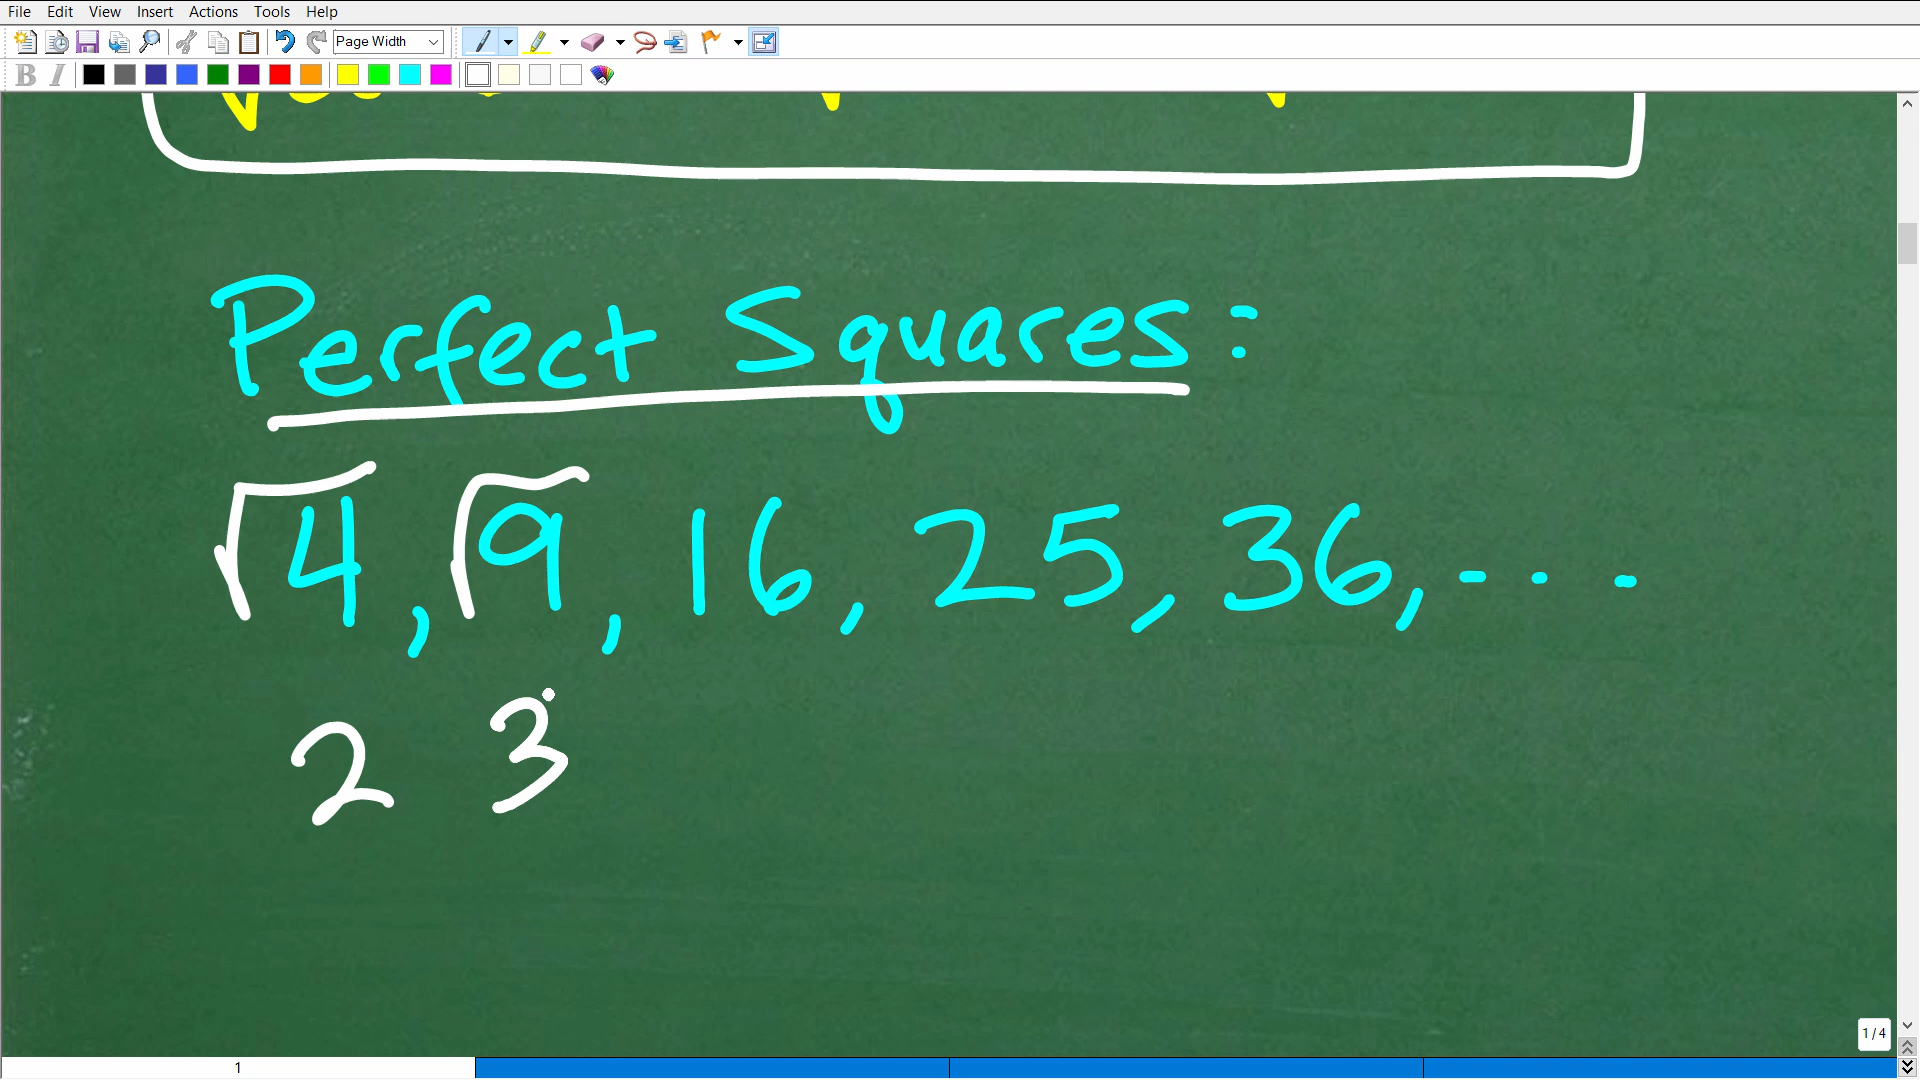 File Edit View Insert Actions Tools Help
Page Width
B I
Perfect Squares:
√4, √9, 16, 25, 36, ...
2 3
1 / 4
1